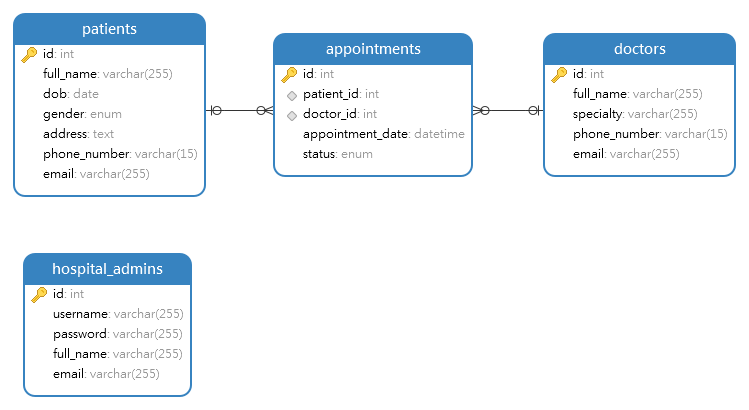 patients
id: int
full_name: varchar(255)
dob: date
gender: enum
address: text
phone_number: varchar(15)
email: varchar(255)
appointments
id: int
patient_id: int
doctor_id: int
appointment_date: datetime
status: enum
doctors
id: int
full_name: varchar(255)
specialty: varchar(255)
phone_number: varchar(15)
email: varchar(255)
hospital_admins
id: int
username: varchar(255)
password: varchar(255)
full_name: varchar(255)
email: varchar(255)